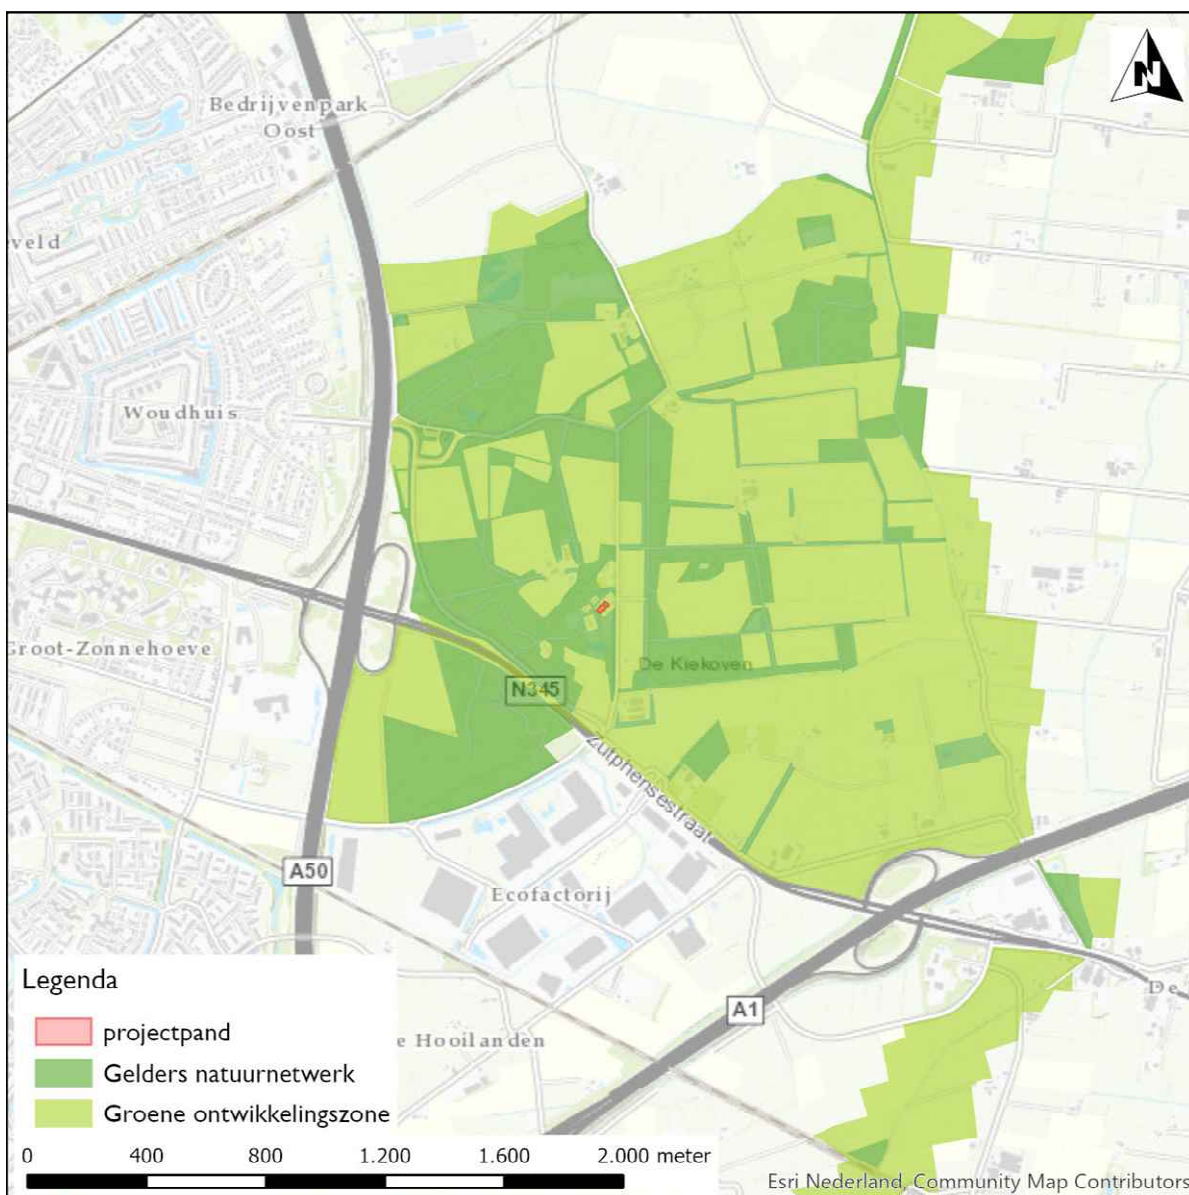 N
Bedrijvenpark
Oost
veld
Woudhuis
Groot-Zonnehoeve
De Kiekoven
N345
Zutphensestraat
A50
Ecofactorij
A1
De
e Hooilanden
Legenda
projectpand
Gelders natuurnetwerk
Groene ontwikkelingszone
0 400 800 1.200 1.600 2.000 meter
Esri Nederland, Community Map Contributors